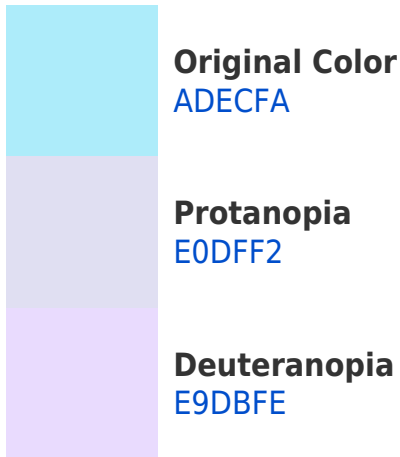 Original Color
ADECFA
Protanopia
E0DFF2
Deuteranopia
E9DBFE